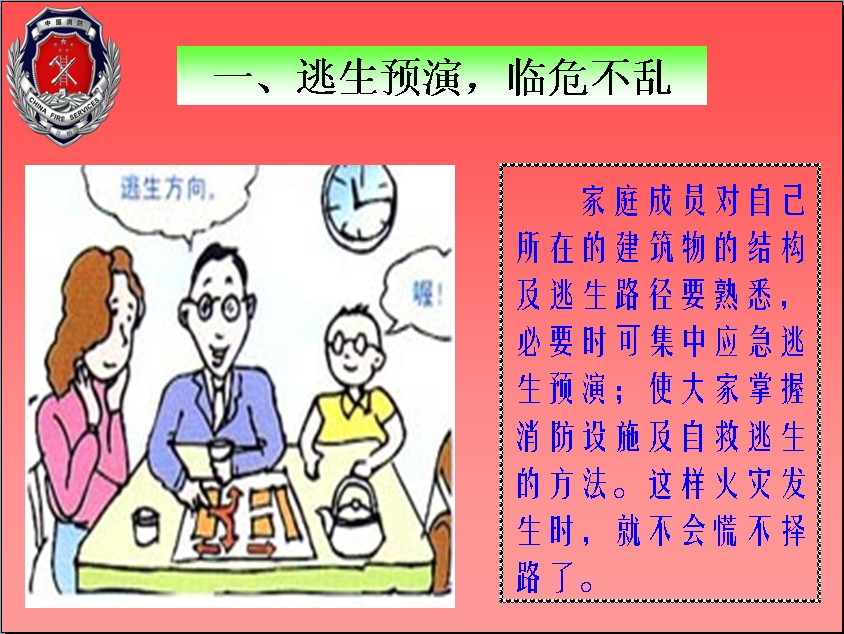 中国消防
CHINA FIRE SERVICES
一、逃生预演，临危不乱
逃生方向，
喔！
家庭成员对自己
所在的建筑物的结构
及逃生路径要熟悉，
必要时可集中应急逃
生预演；使大家掌握
消防设施及自救逃生
的方法。这样火灾发
生时，就不会慌不择
路了。